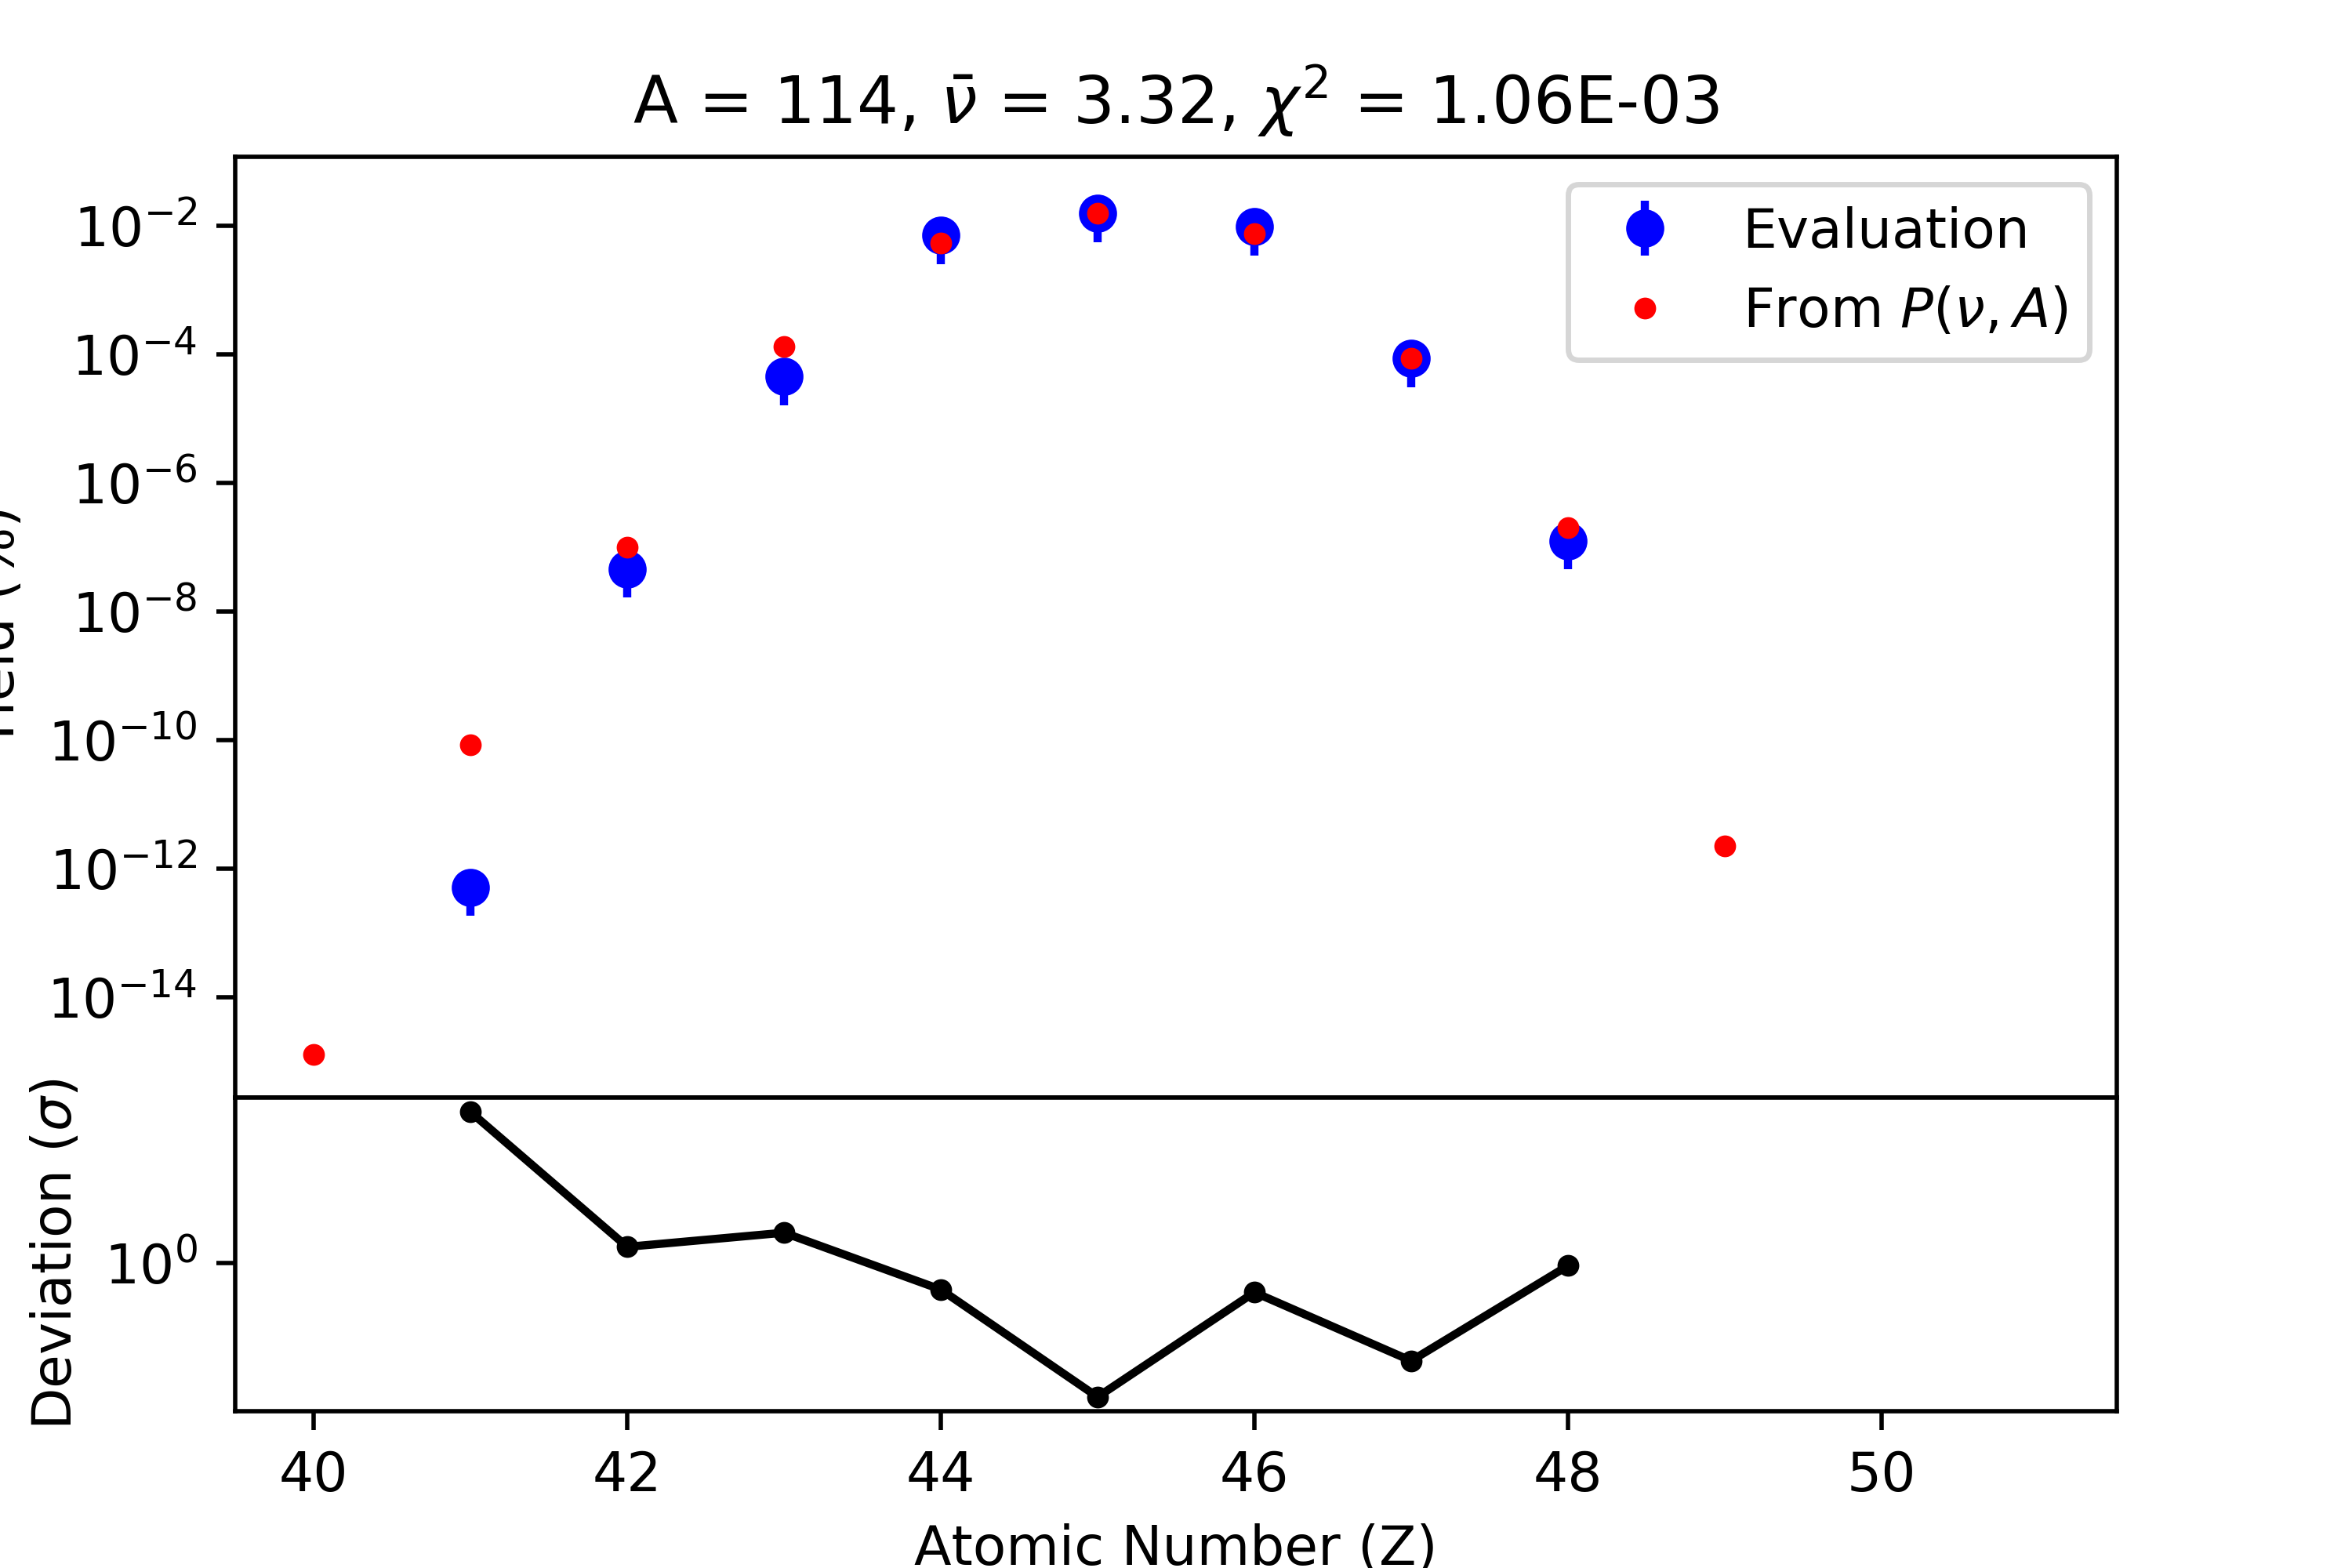 A = 114, ν̄ = 3.32, χ² = 1.06E-03
10⁻²
10⁻⁴
10⁻⁶
10⁻⁸
10⁻¹⁰
10⁻¹²
10⁻¹⁴
Evaluation
From P(ν, A)
(%)
Deviation (σ)
10⁰
40 42 44 46 48 50
Atomic Number (Z)